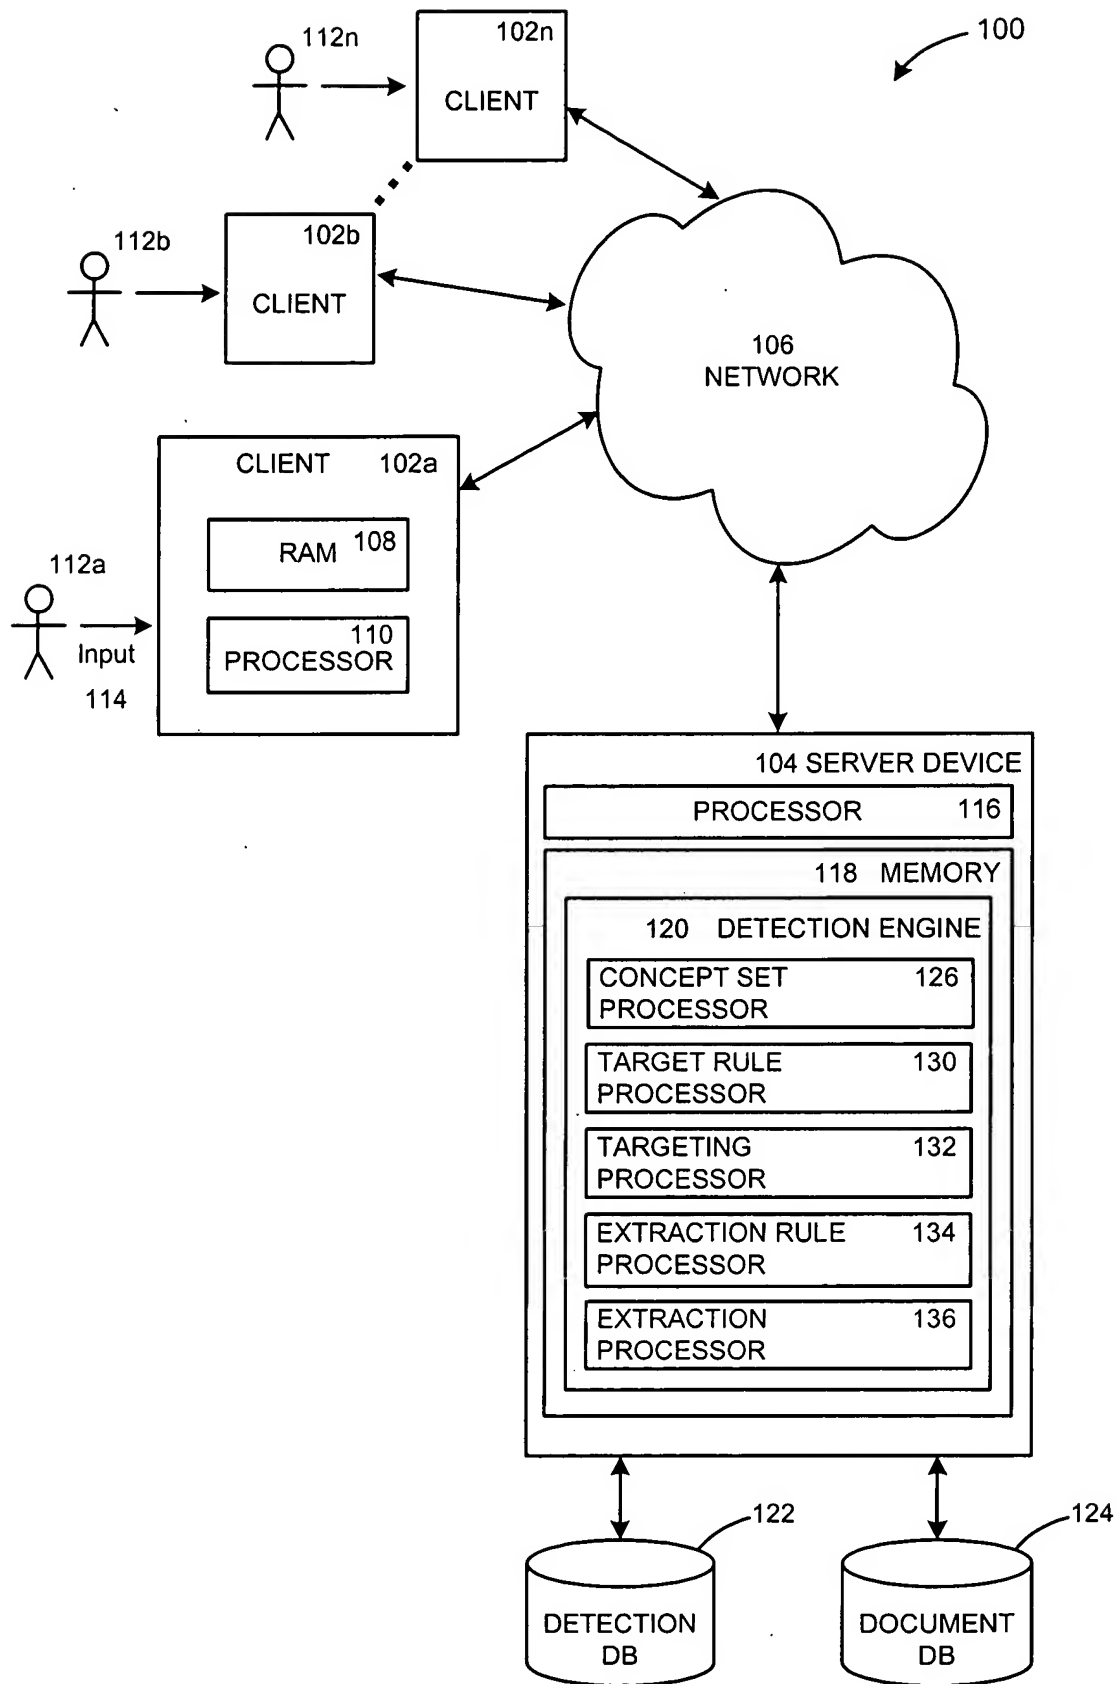 112n
102n
CLIENT
100
112b
102b
CLIENT
106
NETWORK
CLIENT 102a
RAM 108
110
PROCESSOR
112a
Input
114
104 SERVER DEVICE
PROCESSOR 116
118 MEMORY
120 DETECTION ENGINE
CONCEPT SET 126
PROCESSOR
TARGET RULE 130
PROCESSOR
TARGETING 132
PROCESSOR
EXTRACTION RULE 134
PROCESSOR
EXTRACTION 136
PROCESSOR
122
124
DETECTION
DB
DOCUMENT
DB